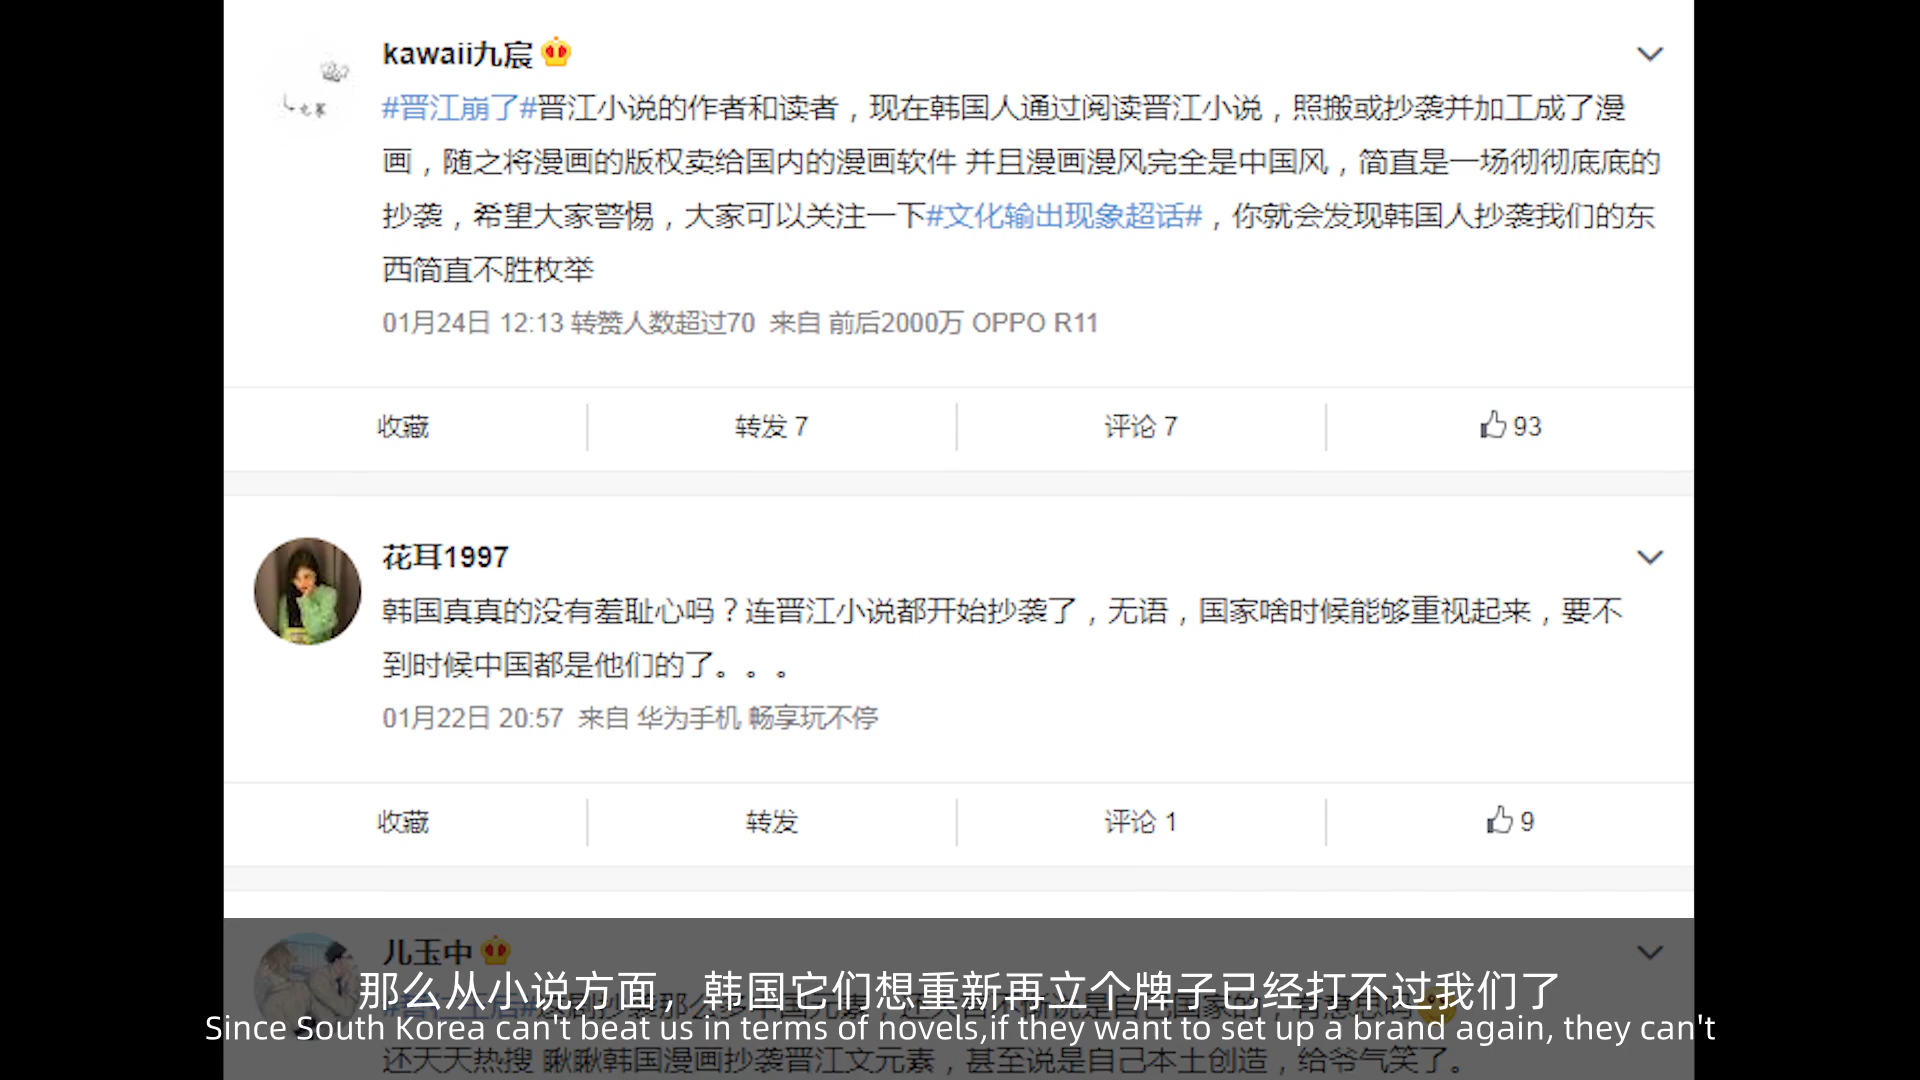 kawaii九宸
#晋江崩了#晋江小说的作者和读者，现在韩国人通过阅读晋江小说，照搬或抄袭并加工成了漫
画，随之将漫画的版权卖给国内的漫画软件 并且漫画漫风完全是中国风，简直是一场彻彻底底的
抄袭，希望大家警惕，大家可以关注一下#文化输出现象超话#，你就会发现韩国人抄袭我们的东
西简直不胜枚举
01月24日 12:13 转赞人数超过70 来自 前后2000万 OPPO R11
收藏 转发 7 评论 7 93
花耳1997
韩国真真的没有羞耻心吗？连晋江小说都开始抄袭了，无语，国家啥时候能够重视起来，要不
到时候中国都是他们的了。。。
01月22日 20:57 来自 华为手机 畅享玩不停
收藏 转发 评论 1 9
儿玉中
那么从小说方面，韩国它们想重新再立个牌子已经打不过我们了
Since South Korea can't beat us in terms of novels,if they want to set up a brand again, they can't
还天天热搜 瞅瞅韩国漫画抄袭晋江文元素，甚至说是自己本土创造，给爷气笑了。